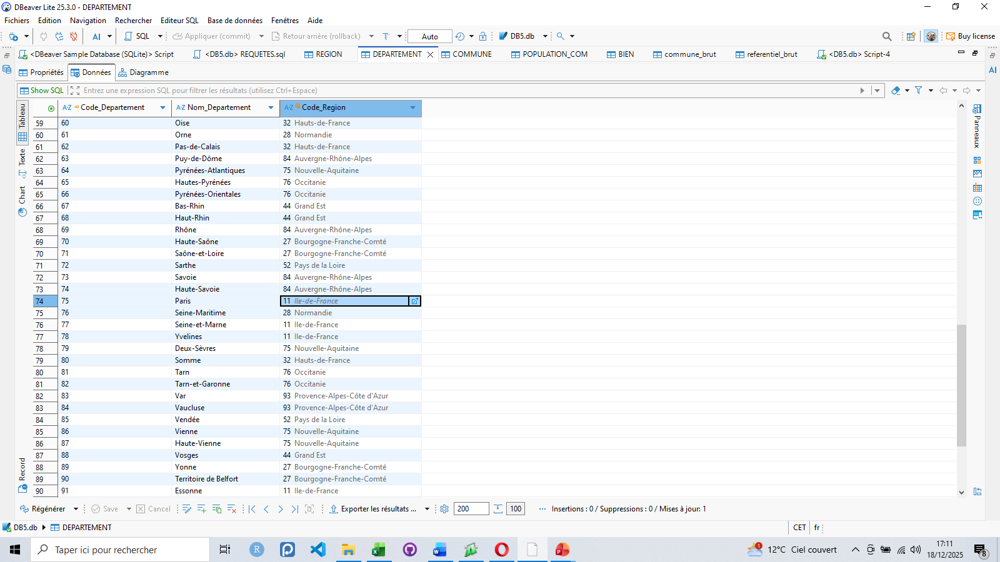 DBeaver Lite 25.3.0 - DEPARTEMENT
Fichiers Edition Navigation Rechercher Editeur SQL Base de données Fenêtres Aide
AI SQL Appliquer (commit) Retour arrière (rollback) T Auto DB5.db Buy license
<DBeaver Sample Database (SQLite)> Script <DB5.db> REQUETES.sql REGION DEPARTEMENT COMMUNE POPULATION_COM BIEN commune_brut referentiel_brut <DB5.db> Script-4
Propriétés Données Diagramme
AI
Show SQL Entrez une expression SQL pour filtrer les résultats (utilisez Ctrl+Espace)
Tableau
Texte
Chart
Record
Panneaux
A-Z Code_Departement A-Z Nom_Departement A-Z Code_Region
59 60 Oise 32 Hauts-de-France
60 61 Orne 28 Normandie
61 62 Pas-de-Calais 32 Hauts-de-France
62 63 Puy-de-Dôme 84 Auvergne-Rhône-Alpes
63 64 Pyrénées-Atlantiques 75 Nouvelle-Aquitaine
64 65 Hautes-Pyrénées 76 Occitanie
65 66 Pyrénées-Orientales 76 Occitanie
66 67 Bas-Rhin 44 Grand Est
67 68 Haut-Rhin 44 Grand Est
68 69 Rhône 84 Auvergne-Rhône-Alpes
69 70 Haute-Saône 27 Bourgogne-Franche-Comté
70 71 Saône-et-Loire 27 Bourgogne-Franche-Comté
71 72 Sarthe 52 Pays de la Loire
72 73 Savoie 84 Auvergne-Rhône-Alpes
73 74 Haute-Savoie 84 Auvergne-Rhône-Alpes
74 75 Paris 11 Ile-de-France
75 76 Seine-Maritime 28 Normandie
76 77 Seine-et-Marne 11 Ile-de-France
77 78 Yvelines 11 Ile-de-France
78 79 Deux-Sèvres 75 Nouvelle-Aquitaine
79 80 Somme 32 Hauts-de-France
80 81 Tarn 76 Occitanie
81 82 Tarn-et-Garonne 76 Occitanie
82 83 Var 93 Provence-Alpes-Côte d'Azur
83 84 Vaucluse 93 Provence-Alpes-Côte d'Azur
84 85 Vendée 52 Pays de la Loire
85 86 Vienne 75 Nouvelle-Aquitaine
86 87 Haute-Vienne 75 Nouvelle-Aquitaine
87 88 Vosges 44 Grand Est
88 89 Yonne 27 Bourgogne-Franche-Comté
89 90 Territoire de Belfort 27 Bourgogne-Franche-Comté
90 91 Essonne 11 Ile-de-France
Régénérer Save Cancel Exporter les résultats ... 200 100 ... Insertions : 0 / Suppressions : 0 / Mises à jour: 1
DB5.db DEPARTEMENT CET fr
Taper ici pour rechercher 1 12°C Ciel couvert 17:11
18/12/2025 8